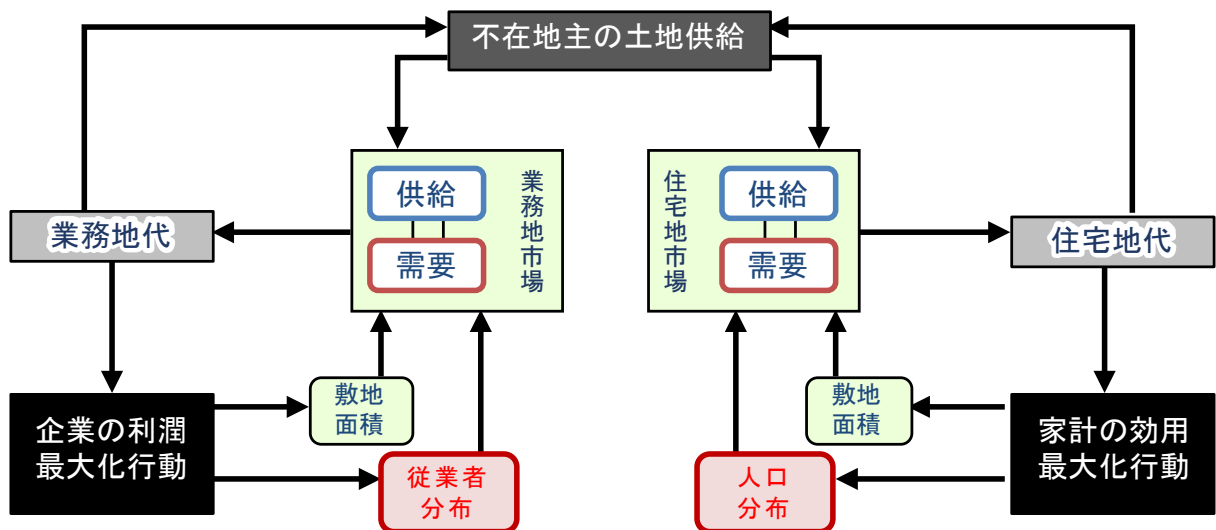 不在地主の土地供給
供給
需要
業務地市場
住宅地市場
供給
需要
業務地代
住宅地代
敷地
面積
敷地
面積
企業の利潤
最大化行動
家計の効用
最大化行動
従業者
分布
人口
分布